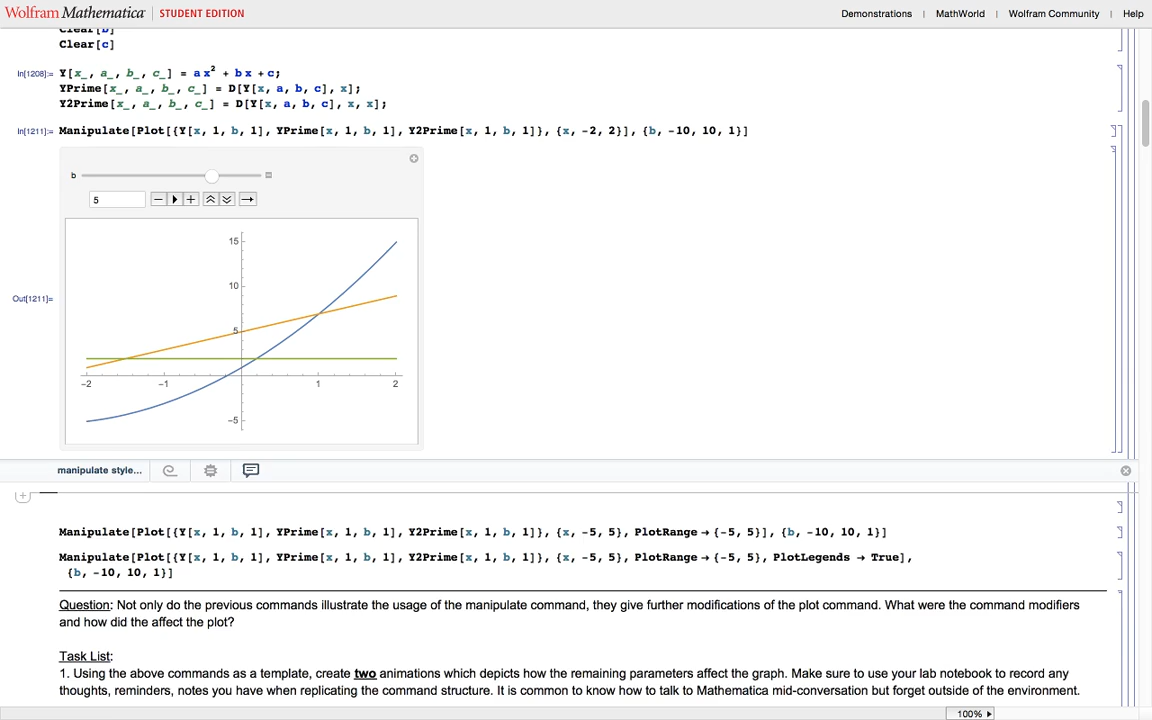 Wolfram Mathematica | STUDENT EDITION Demonstrations | MathWorld | Wolfram Community | Help
Clear[b]
Clear[c]
In[1208]:= Y[x_, a_, b_, c_] = a x² + b x + c;
YPrime[x_, a_, b_, c_] = D[Y[x, a, b, c], x];
Y2Prime[x_, a_, b_, c_] = D[Y[x, a, b, c], x, x];
In[1211]:= Manipulate[Plot[{Y[x, 1, b, 1], YPrime[x, 1, b, 1], Y2Prime[x, 1, b, 1]}, {x, -2, 2}], {b, -10, 10, 1}]
b
5
15
10
Out[1211]=
5
-2 -1 1 2
-5
manipulate style...
Manipulate[Plot[{Y[x, 1, b, 1], YPrime[x, 1, b, 1], Y2Prime[x, 1, b, 1]}, {x, -5, 5}, PlotRange → {-5, 5}], {b, -10, 10, 1}]
Manipulate[Plot[{Y[x, 1, b, 1], YPrime[x, 1, b, 1], Y2Prime[x, 1, b, 1]}, {x, -5, 5}, PlotRange → {-5, 5}, PlotLegends → True],
{b, -10, 10, 1}]
Question: Not only do the previous commands illustrate the usage of the manipulate command, they give further modifications of the plot command. What were the command modifiers
and how did the affect the plot?
Task List:
1. Using the above commands as a template, create two animations which depicts how the remaining parameters affect the graph. Make sure to use your lab notebook to record any
thoughts, reminders, notes you have when replicating the command structure. It is common to know how to talk to Mathematica mid-conversation but forget outside of the environment.
100%